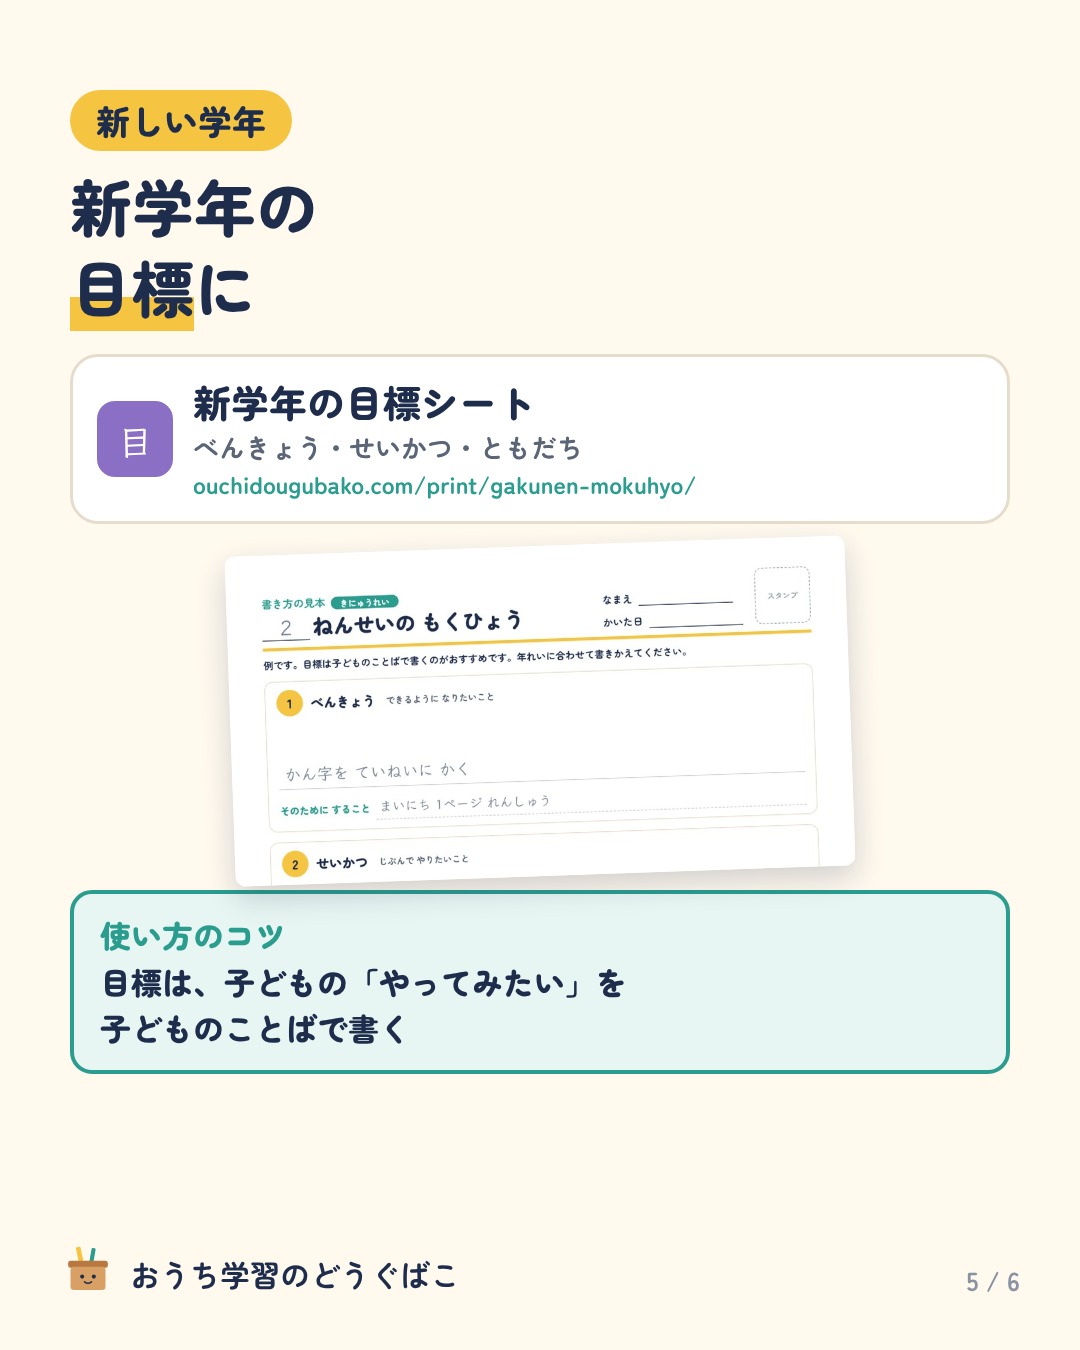 新しい学年
新学年の
目標に
目
新学年の目標シート
べんきょう・せいかつ・ともだち
ouchidougubako.com/print/gakunen-mokuhyo/
書き方の見本 きにゅうれい
2 ねんせいの もくひょう
なまえ
かいた日
スタンプ
例です。目標は子どものことばで書くのがおすすめです。年れいに合わせて書きかえてください。
1 べんきょう できるように なりたいこと
かん字を ていねいに かく
そのために すること まいにち 1ページ れんしゅう
2 せいかつ じぶんで やりたいこと
使い方のコツ
目標は、子どもの「やってみたい」を
子どものことばで書く
おうち学習のどうぐばこ
5 / 6